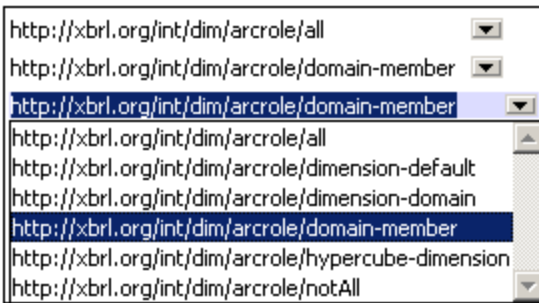 http://xbrl.org/int/dim/arcrole/all
http://xbrl.org/int/dim/arcrole/domain-member
http://xbrl.org/int/dim/arcrole/domain-member
http://xbrl.org/int/dim/arcrole/all
http://xbrl.org/int/dim/arcrole/dimension-default
http://xbrl.org/int/dim/arcrole/dimension-domain
http://xbrl.org/int/dim/arcrole/domain-member
http://xbrl.org/int/dim/arcrole/hypercube-dimension
http://xbrl.org/int/dim/arcrole/notAll